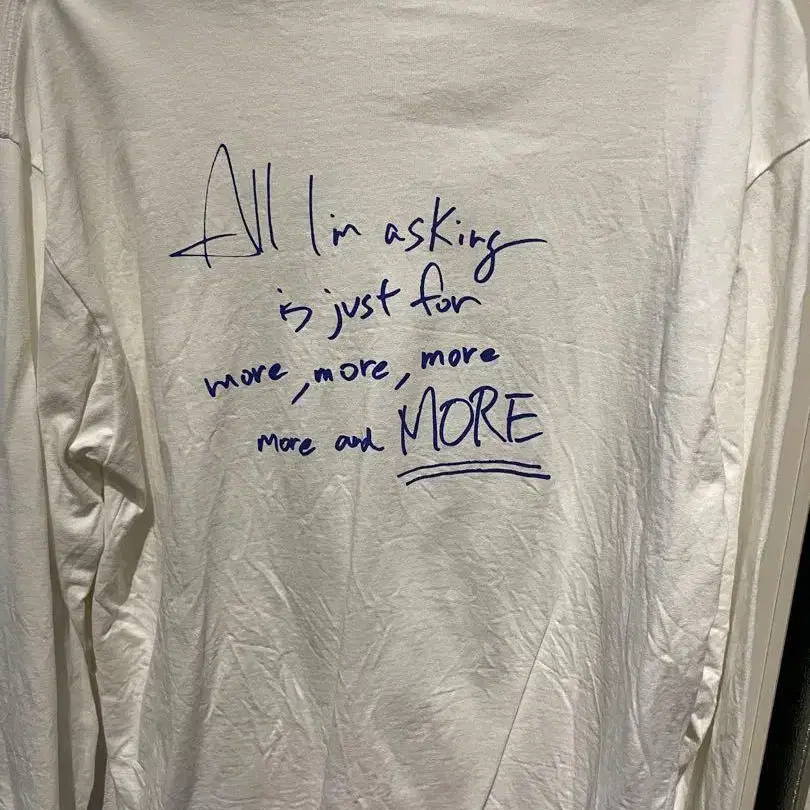 All I'm asking
is just for
more, more, more
more and MORE